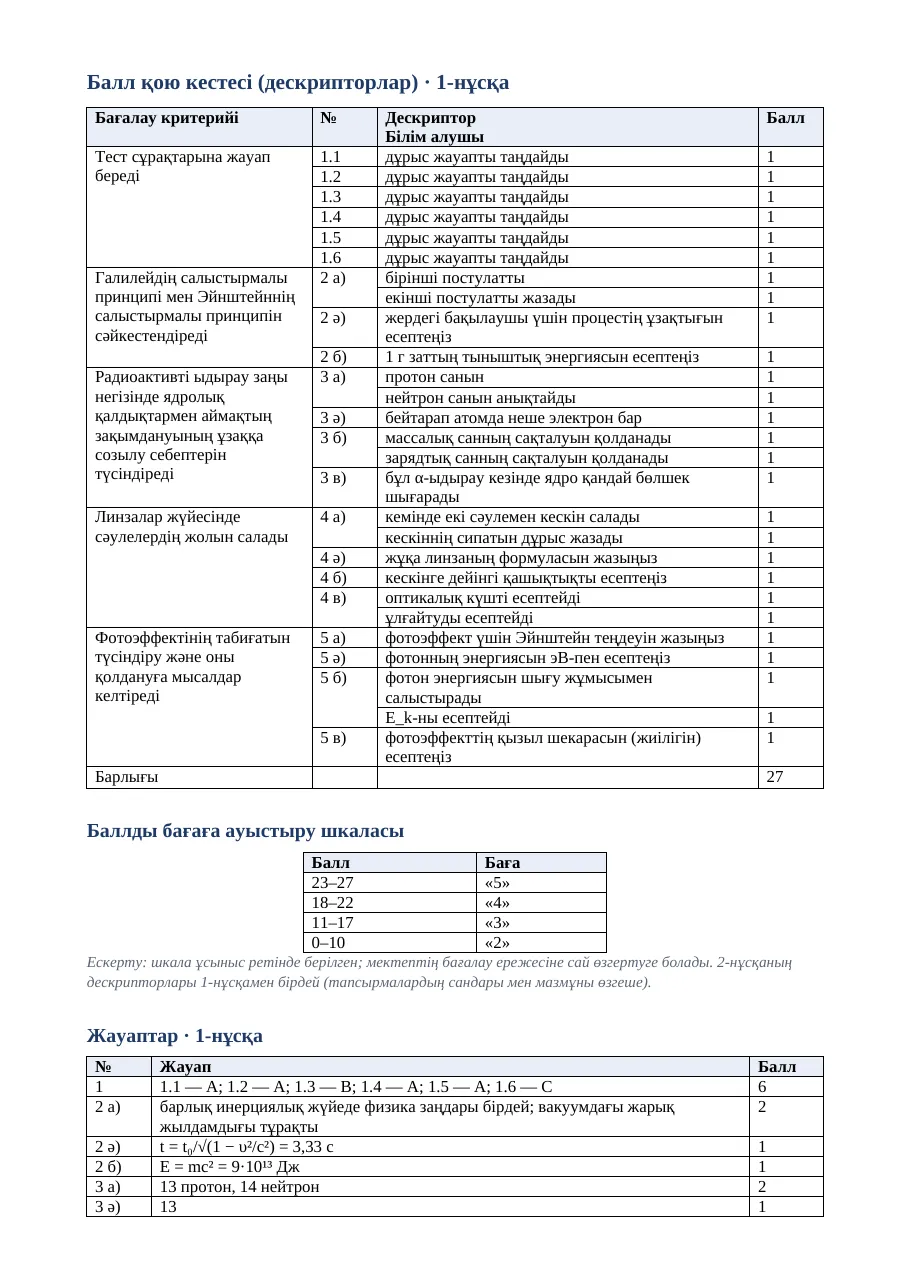 Балл қою кестесі (дескрипторлар) · 1-нұсқа
Бағалау критерийі № Дескриптор Балл
Білім алушы
Тест сұрақтарына жауап 1.1 дұрыс жауапты таңдайды 1
береді 1.2 дұрыс жауапты таңдайды 1
1.3 дұрыс жауапты таңдайды 1
1.4 дұрыс жауапты таңдайды 1
1.5 дұрыс жауапты таңдайды 1
1.6 дұрыс жауапты таңдайды 1
Галилейдің салыстырмалы 2 а) бірінші постулатты 1
принципі мен Эйнштейннің екінші постулатты жазады 1
салыстырмалы принципін 2 ә) жердегі бақылаушы үшін процестің ұзақтығын 1
сәйкестендіреді есептеңіз
2 б) 1 г заттың тыныштық энергиясын есептеңіз 1
Радиоактивті ыдырау заңы 3 а) протон санын 1
негізінде ядролық нейтрон санын анықтайды 1
қалдықтармен аймақтың 3 ә) бейтарап атомда неше электрон бар 1
зақымдануының ұзаққа 3 б) массалық санның сақталуын қолданады 1
созылу себептерін зарядтық санның сақталуын қолданады 1
түсіндіреді 3 в) бұл α-ыдырау кезінде ядро қандай бөлшек 1
шығарады
Линзалар жүйесінде 4 а) кемінде екі сәулемен кескін салады 1
сәулелердің жолын салады кескіннің сипатын дұрыс жазады 1
4 ә) жұқа линзаның формуласын жазыңыз 1
4 б) кескінге дейінгі қашықтықты есептеңіз 1
4 в) оптикалық күшті есептейді 1
ұлғайтуды есептейді 1
Фотоэффектінің табиғатын 5 а) фотоэффект үшін Эйнштейн теңдеуін жазыңыз 1
түсіндіру және оны 5 ә) фотонның энергиясын эВ-пен есептеңіз 1
қолдануға мысалдар 5 б) фотон энергиясын шығу жұмысымен 1
келтіреді салыстырады
E_k-ны есептейді 1
5 в) фотоэффекттің қызыл шекарасын (жиілігін) 1
есептеңіз
Барлығы 27
Баллды бағаға ауыстыру шкаласы
Балл Баға
23–27 «5»
18–22 «4»
11–17 «3»
0–10 «2»
Ескерту: шкала ұсыныс ретінде берілген; мектептің бағалау ережесіне сай өзгертуге болады. 2-нұсқаның
дескрипторлары 1-нұсқамен бірдей (тапсырмалардың сандары мен мазмұны өзгеше).
Жауаптар · 1-нұсқа
№ Жауап Балл
1 1.1 — A; 1.2 — A; 1.3 — B; 1.4 — A; 1.5 — A; 1.6 — C 6
2 а) барлық инерциялық жүйеде физика заңдары бірдей; вакуумдағы жарық 2
жылдамдығы тұрақты
2 ә) t = t₀/√(1 − υ²/c²) = 3,33 с 1
2 б) E = mc² = 9·10¹³ Дж 1
3 а) 13 протон, 14 нейтрон 2
3 ә) 13 1